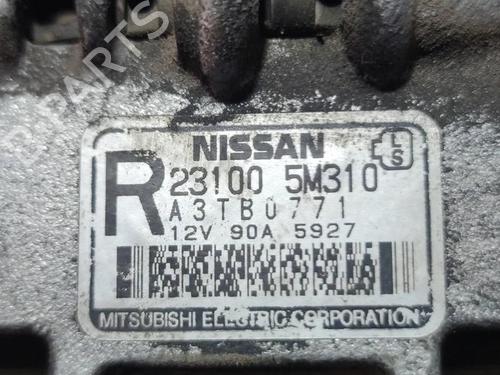 NISSAN
L
S
R
23100 5M310
A3TB0771
12V 90A 5927
MITSUBISHI ELECTRIC CORPORATION